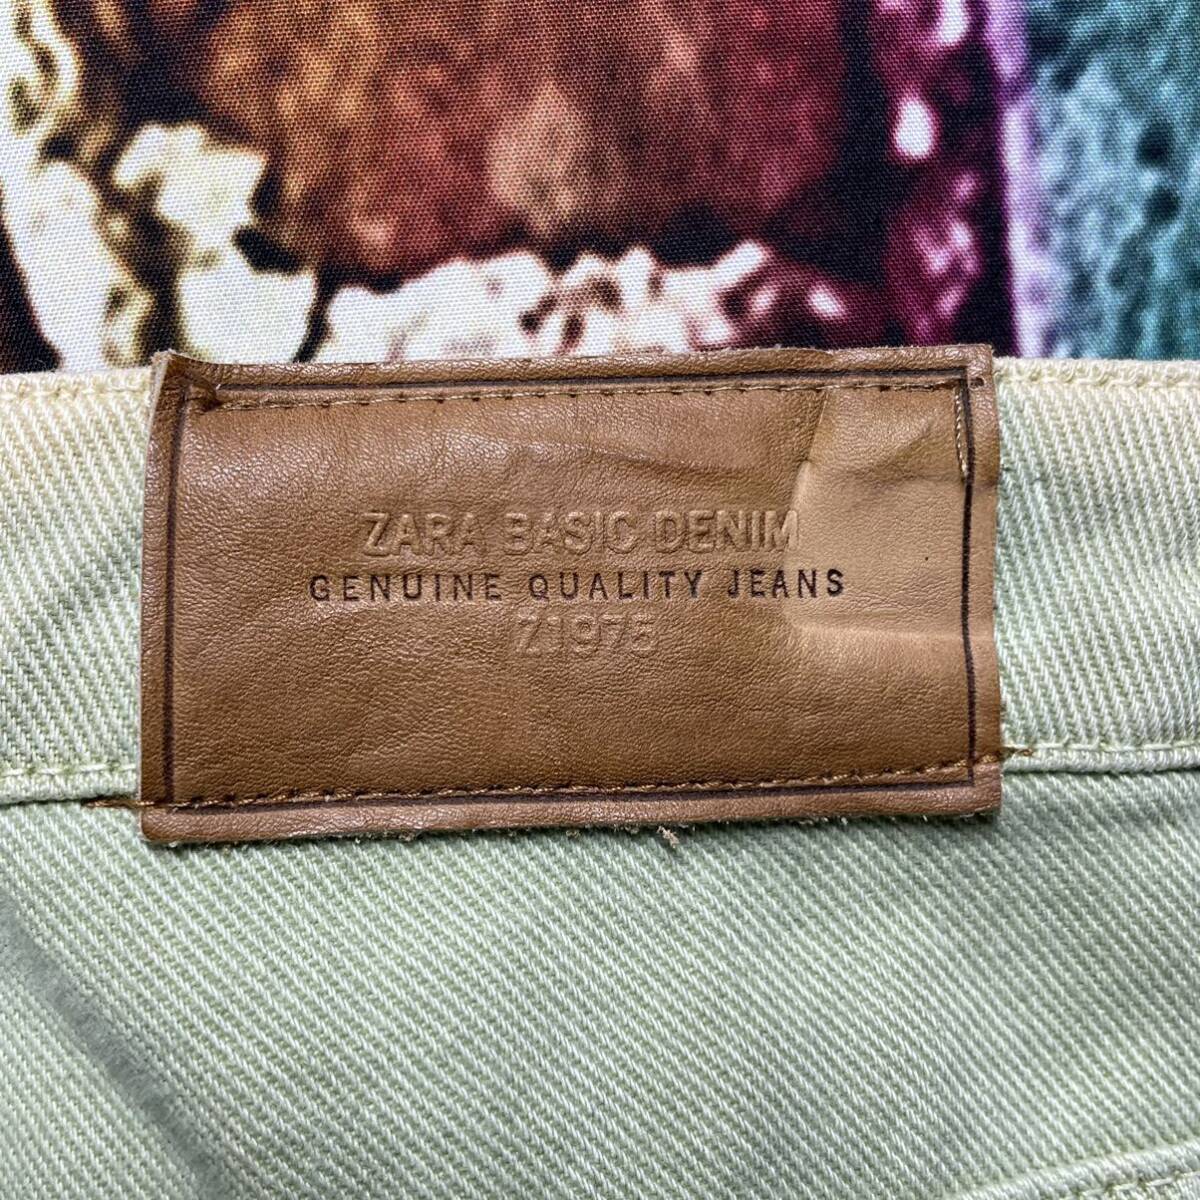 ZARA BASIC DENIM
GENUINE QUALITY JEANS
Z1975